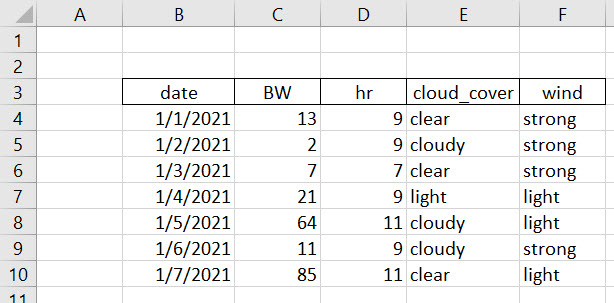 A B C D E F
1
2
3 date BW hr cloud_cover wind
4 1/1/2021 13 9 clear strong
5 1/2/2021 2 9 cloudy strong
6 1/3/2021 7 7 clear strong
7 1/4/2021 21 9 light light
8 1/5/2021 64 11 cloudy light
9 1/6/2021 11 9 cloudy strong
10 1/7/2021 85 11 clear light
11